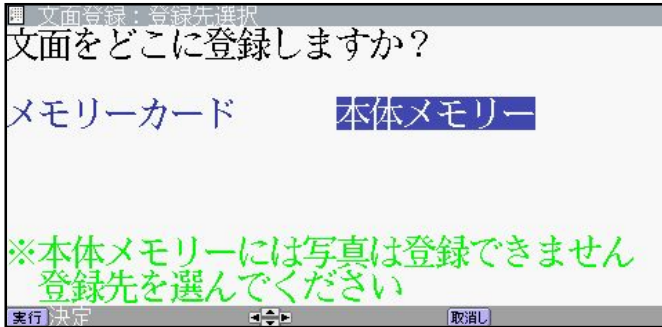 文面登録：登録先選択
文面をどこに登録しますか？
メモリーカード 本体メモリー
※本体メモリーには写真は登録できません
登録先を選んでください
実行 決定 取消し